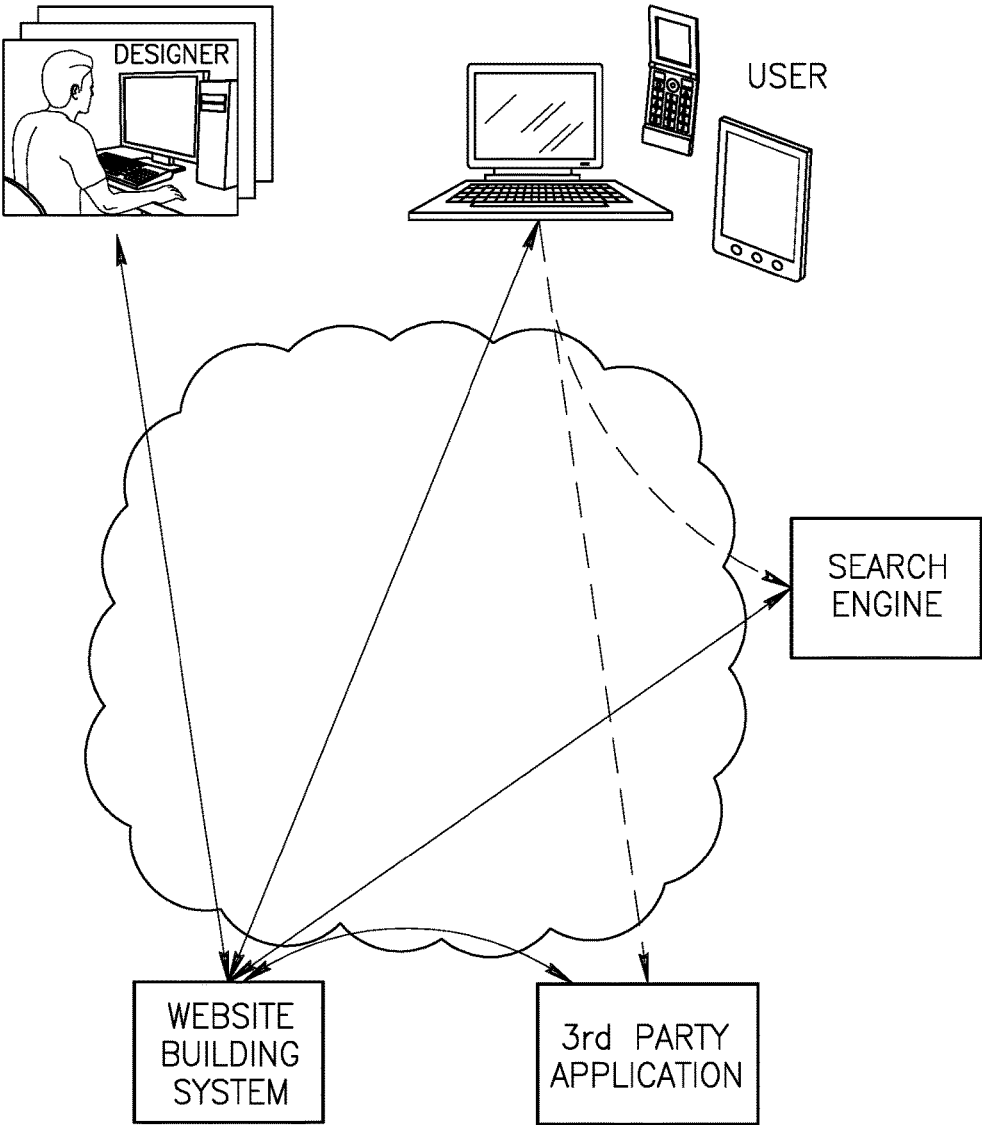 DESIGNER
USER
SEARCH
ENGINE
WEBSITE
BUILDING
SYSTEM
3rd PARTY
APPLICATION